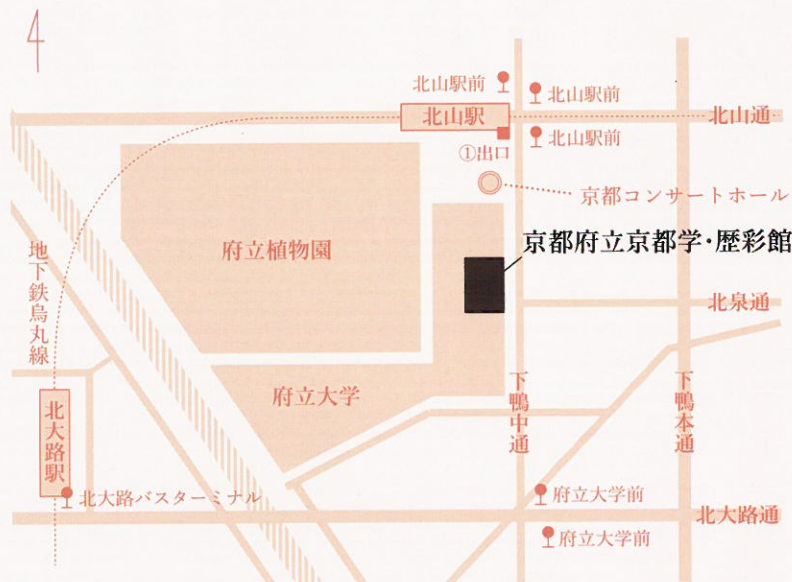 北山駅前
北山駅前
北山駅
北山通
北山駅前
①出口
京都コンサートホール
京都府立京都学・歴彩館
府立植物園
地下鉄烏丸線
北泉通
府立大学
下鴨中通
下鴨本通
北大路駅
北大路バスターミナル
府立大学前
北大路通
府立大学前